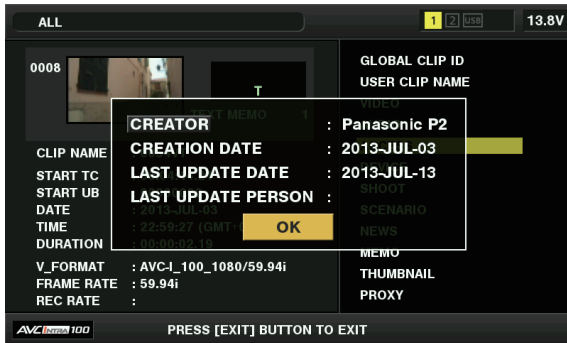 ALL
1 2 USB
13.8V
0008
T
TEXT MEMO 1
GLOBAL CLIP ID
USER CLIP NAME
VIDEO
CREATOR : Panasonic P2
CREATION DATE : 2013-JUL-03
LAST UPDATE DATE : 2013-JUL-13
LAST UPDATE PERSON :
OK
CLIP NAME
START TC
START UB
DATE : 2013-JUL-03
TIME : 22:59:27 (GMT+
DURATION : 00:00:02.19
V_FORMAT : AVC-I_100_1080/59.94i
FRAME RATE : 59.94i
REC RATE :
DEVICE
SHOOT
SCENARIO
NEWS
MEMO
THUMBNAIL
PROXY
AVC INTRA 100
PRESS [EXIT] BUTTON TO EXIT